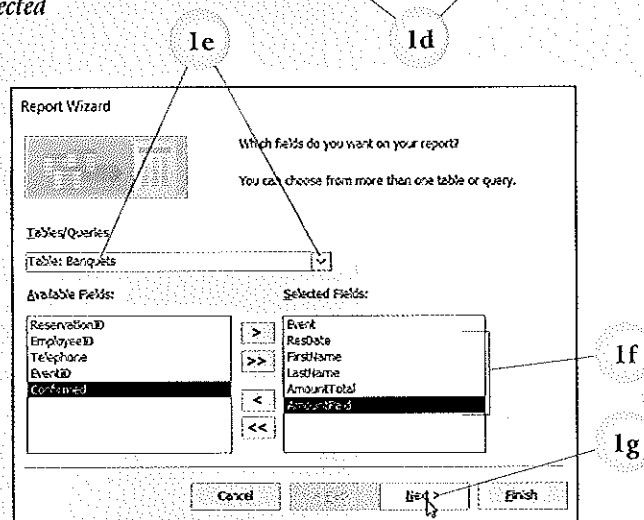 ected
1e
1d
Report Wizard
Which fields do you want on your report?
You can choose from more than one table or query.
Tables/Queries
Table: Banquets
Available Fields:
Selected Fields:
ReservationID
EmployeeID
Telephone
EventID
Confirmed
>
>>
<
<<
Event
ResDate
FirstName
LastName
AmountTotal
AmountPaid
1f
1g
Cancel
Next >
Finish